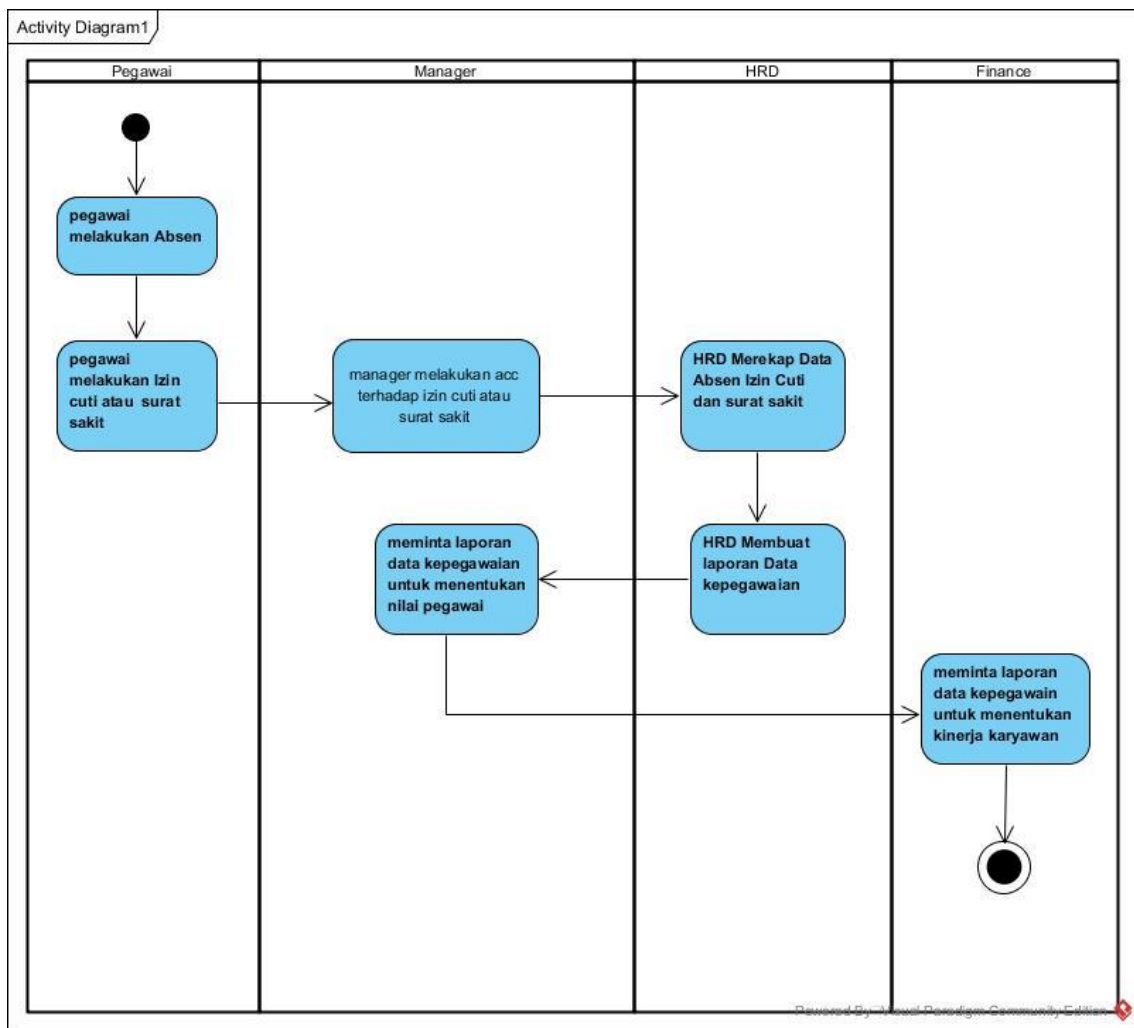 Activity Diagram1
Pegawai
Manager
HRD
Finance
pegawai
melakukan Absen
pegawai
melakukan Izin
cuti atau surat
sakit
manager melakukan acc
terhadap izin cuti atau
surat sakit
HRD Merekap Data
Absen Izin Cuti
dan surat sakit
meminta laporan
data kepegawaian
untuk menentukan
nilai pegawai
HRD Membuat
laporan Data
kepegawaian
meminta laporan
data kepegawain
untuk menentukan
kinerja karyawan
Powered By Visual Paradigm Community Edition